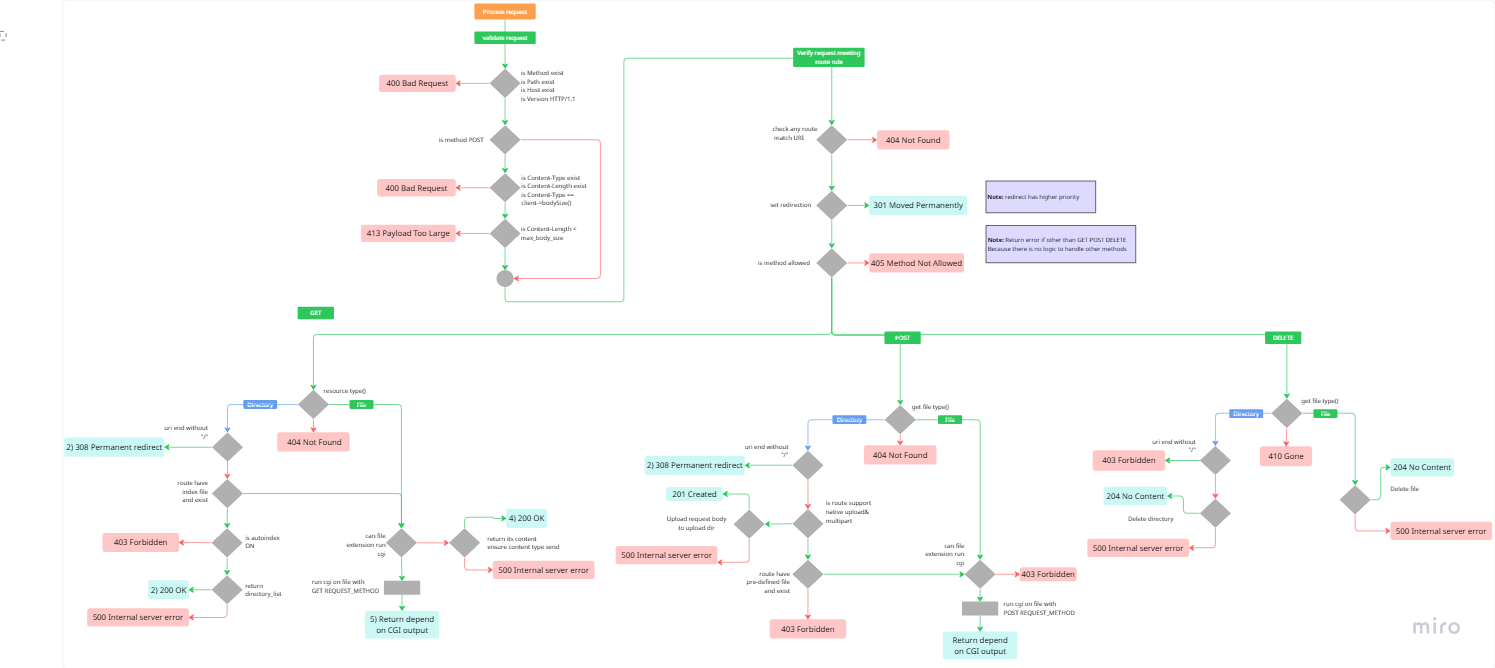 Process request
validate request
400 Bad Request
is Method exist
is Path exist
is Host exist
is Version HTTP/1.1
is method POST
400 Bad Request
is Content-Type exist
is Content-Length exist
is Content-Type ==
client->bodySize()
413 Payload Too Large
is Content-Length <
max_body_size
Verify request meeting
route rule
check any route
match URI
404 Not Found
set redirection
301 Moved Permanently
is method allowed
405 Method Not Allowed
Note: redirect has higher priority
Note: Return error if other than GET POST DELETE
Because there is no logic to handle other methods
GET
resource type()
Directory
File
404 Not Found
uri end without
"/"
2) 308 Permanent redirect
route have
index file
and exist
403 Forbidden
is autoindex
ON
2) 200 OK
return
directory_list
500 Internal server error
can file
extension run
cgi
4) 200 OK
return its content
ensure content type send
500 Internal server error
run cgi on file with
GET REQUEST_METHOD
5) Return depend
on CGI output
POST
get file type()
Directory
File
404 Not Found
uri end without
"/"
2) 308 Permanent redirect
201 Created
Upload request body
to upload dir
is route support
native upload&
multipart
500 Internal server error
route have
pre-defined file
and exist
403 Forbidden
can file
extension run
cgi
403 Forbidden
run cgi on file with
POST REQUEST_METHOD
Return depend
on CGI output
DELETE
get file type()
Directory
File
410 Gone
uri end without
"/"
403 Forbidden
204 No Content
Delete directory
500 Internal server error
204 No Content
Delete file
500 Internal server error
miro